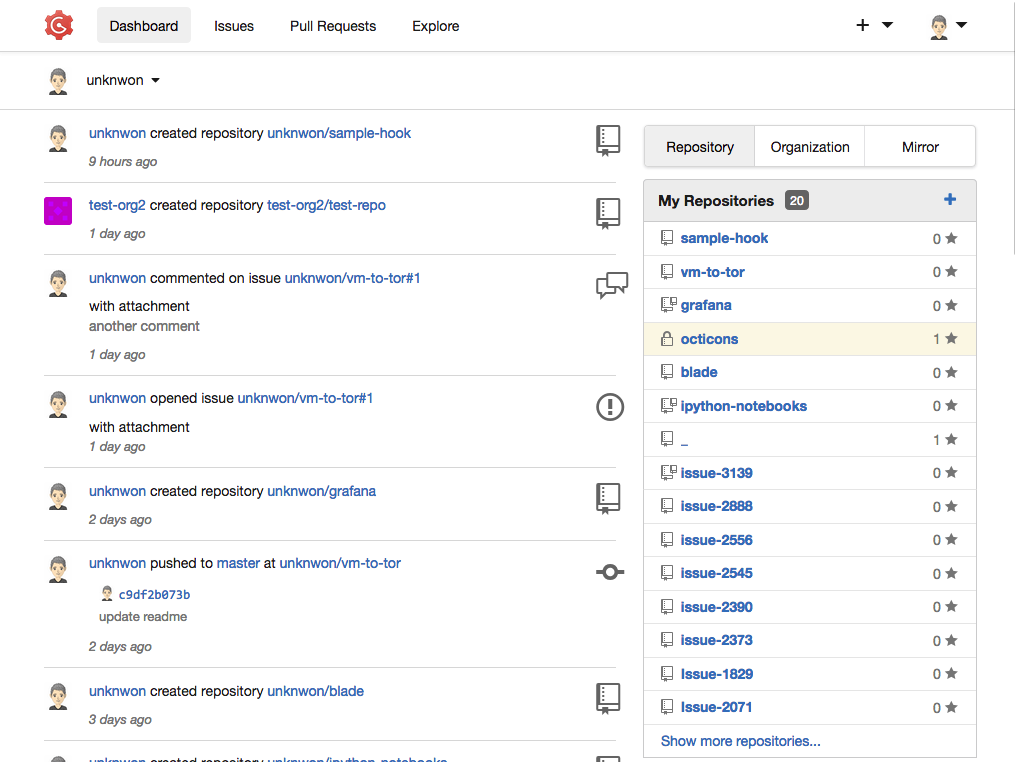 Dashboard Issues Pull Requests Explore
unknwon
unknwon created repository unknwon/sample-hook
9 hours ago
test-org2 created repository test-org2/test-repo
1 day ago
unknwon commented on issue unknwon/vm-to-tor#1
with attachment
another comment
1 day ago
unknwon opened issue unknwon/vm-to-tor#1
with attachment
1 day ago
unknwon created repository unknwon/grafana
2 days ago
unknwon pushed to master at unknwon/vm-to-tor
c9df2b073b
update readme
2 days ago
unknwon created repository unknwon/blade
3 days ago
unknwon created repository unknwon/ipython-notebooks
Repository Organization Mirror
My Repositories 20
sample-hook 0
vm-to-tor 0
grafana 0
octicons 1
blade 0
ipython-notebooks 0
_ 1
issue-3139 0
issue-2888 0
issue-2556 0
issue-2545 0
issue-2390 0
issue-2373 0
Issue-1829 0
Issue-2071 0
Show more repositories...